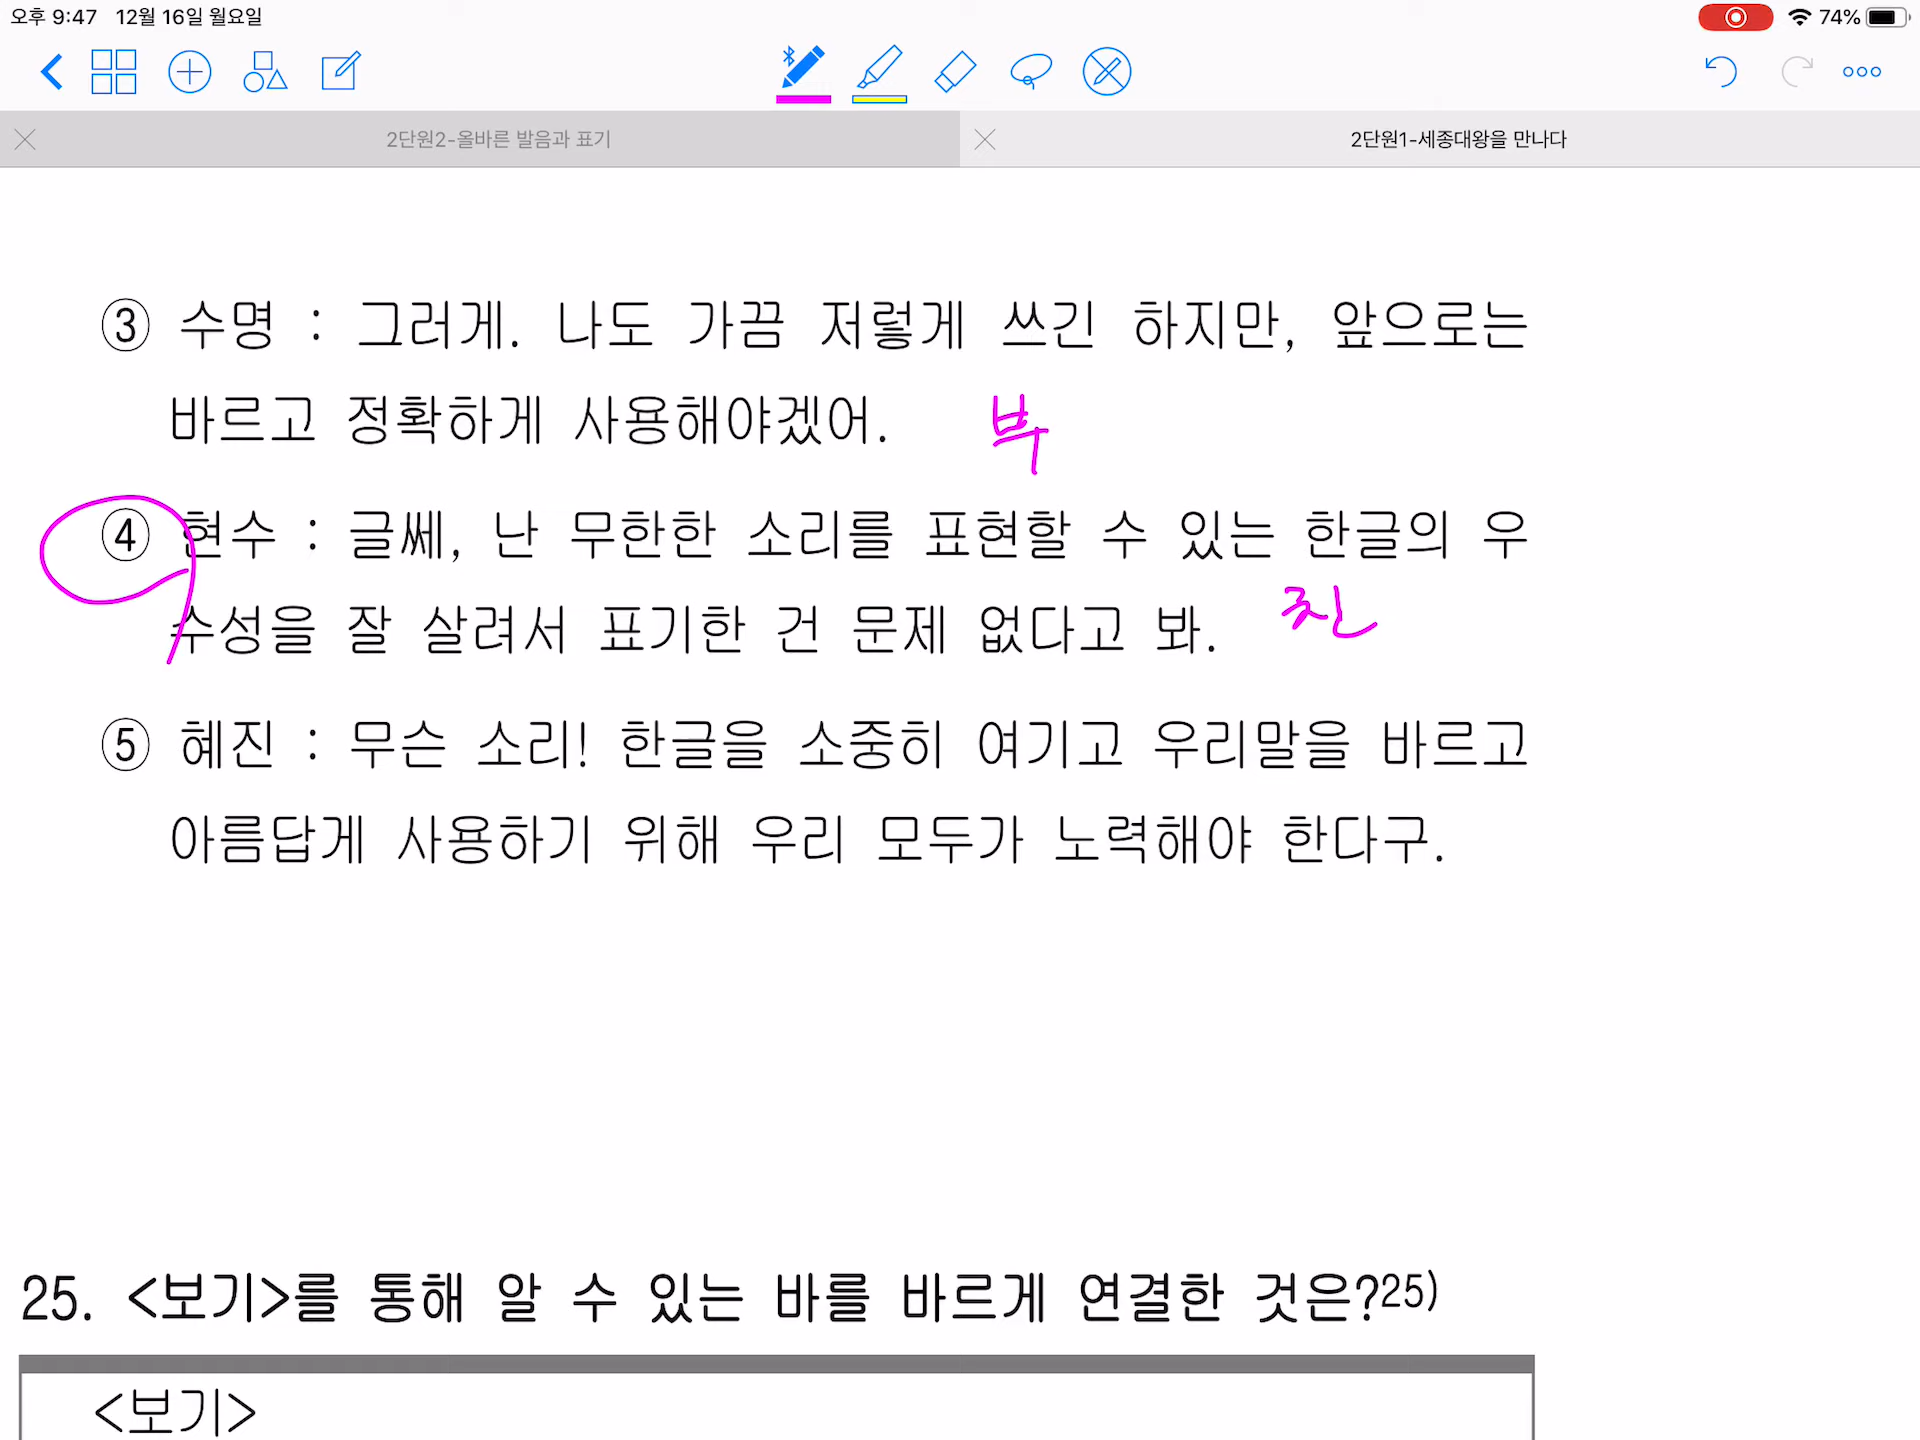 오후 9:47 12월 16일 월요일 74%
2단원2-올바른 발음과 표기 2단원1-세종대왕을 만나다
③ 수명 : 그러게. 나도 가끔 저렇게 쓰긴 하지만, 앞으로는
바르고 정확하게 사용해야겠어. 부
④ 현수 : 글쎄, 난 무한한 소리를 표현할 수 있는 한글의 우
수성을 잘 살려서 표기한 건 문제 없다고 봐. 친
⑤ 혜진 : 무슨 소리! 한글을 소중히 여기고 우리말을 바르고
아름답게 사용하기 위해 우리 모두가 노력해야 한다구.
25. <보기>를 통해 알 수 있는 바를 바르게 연결한 것은?25)
<보기>